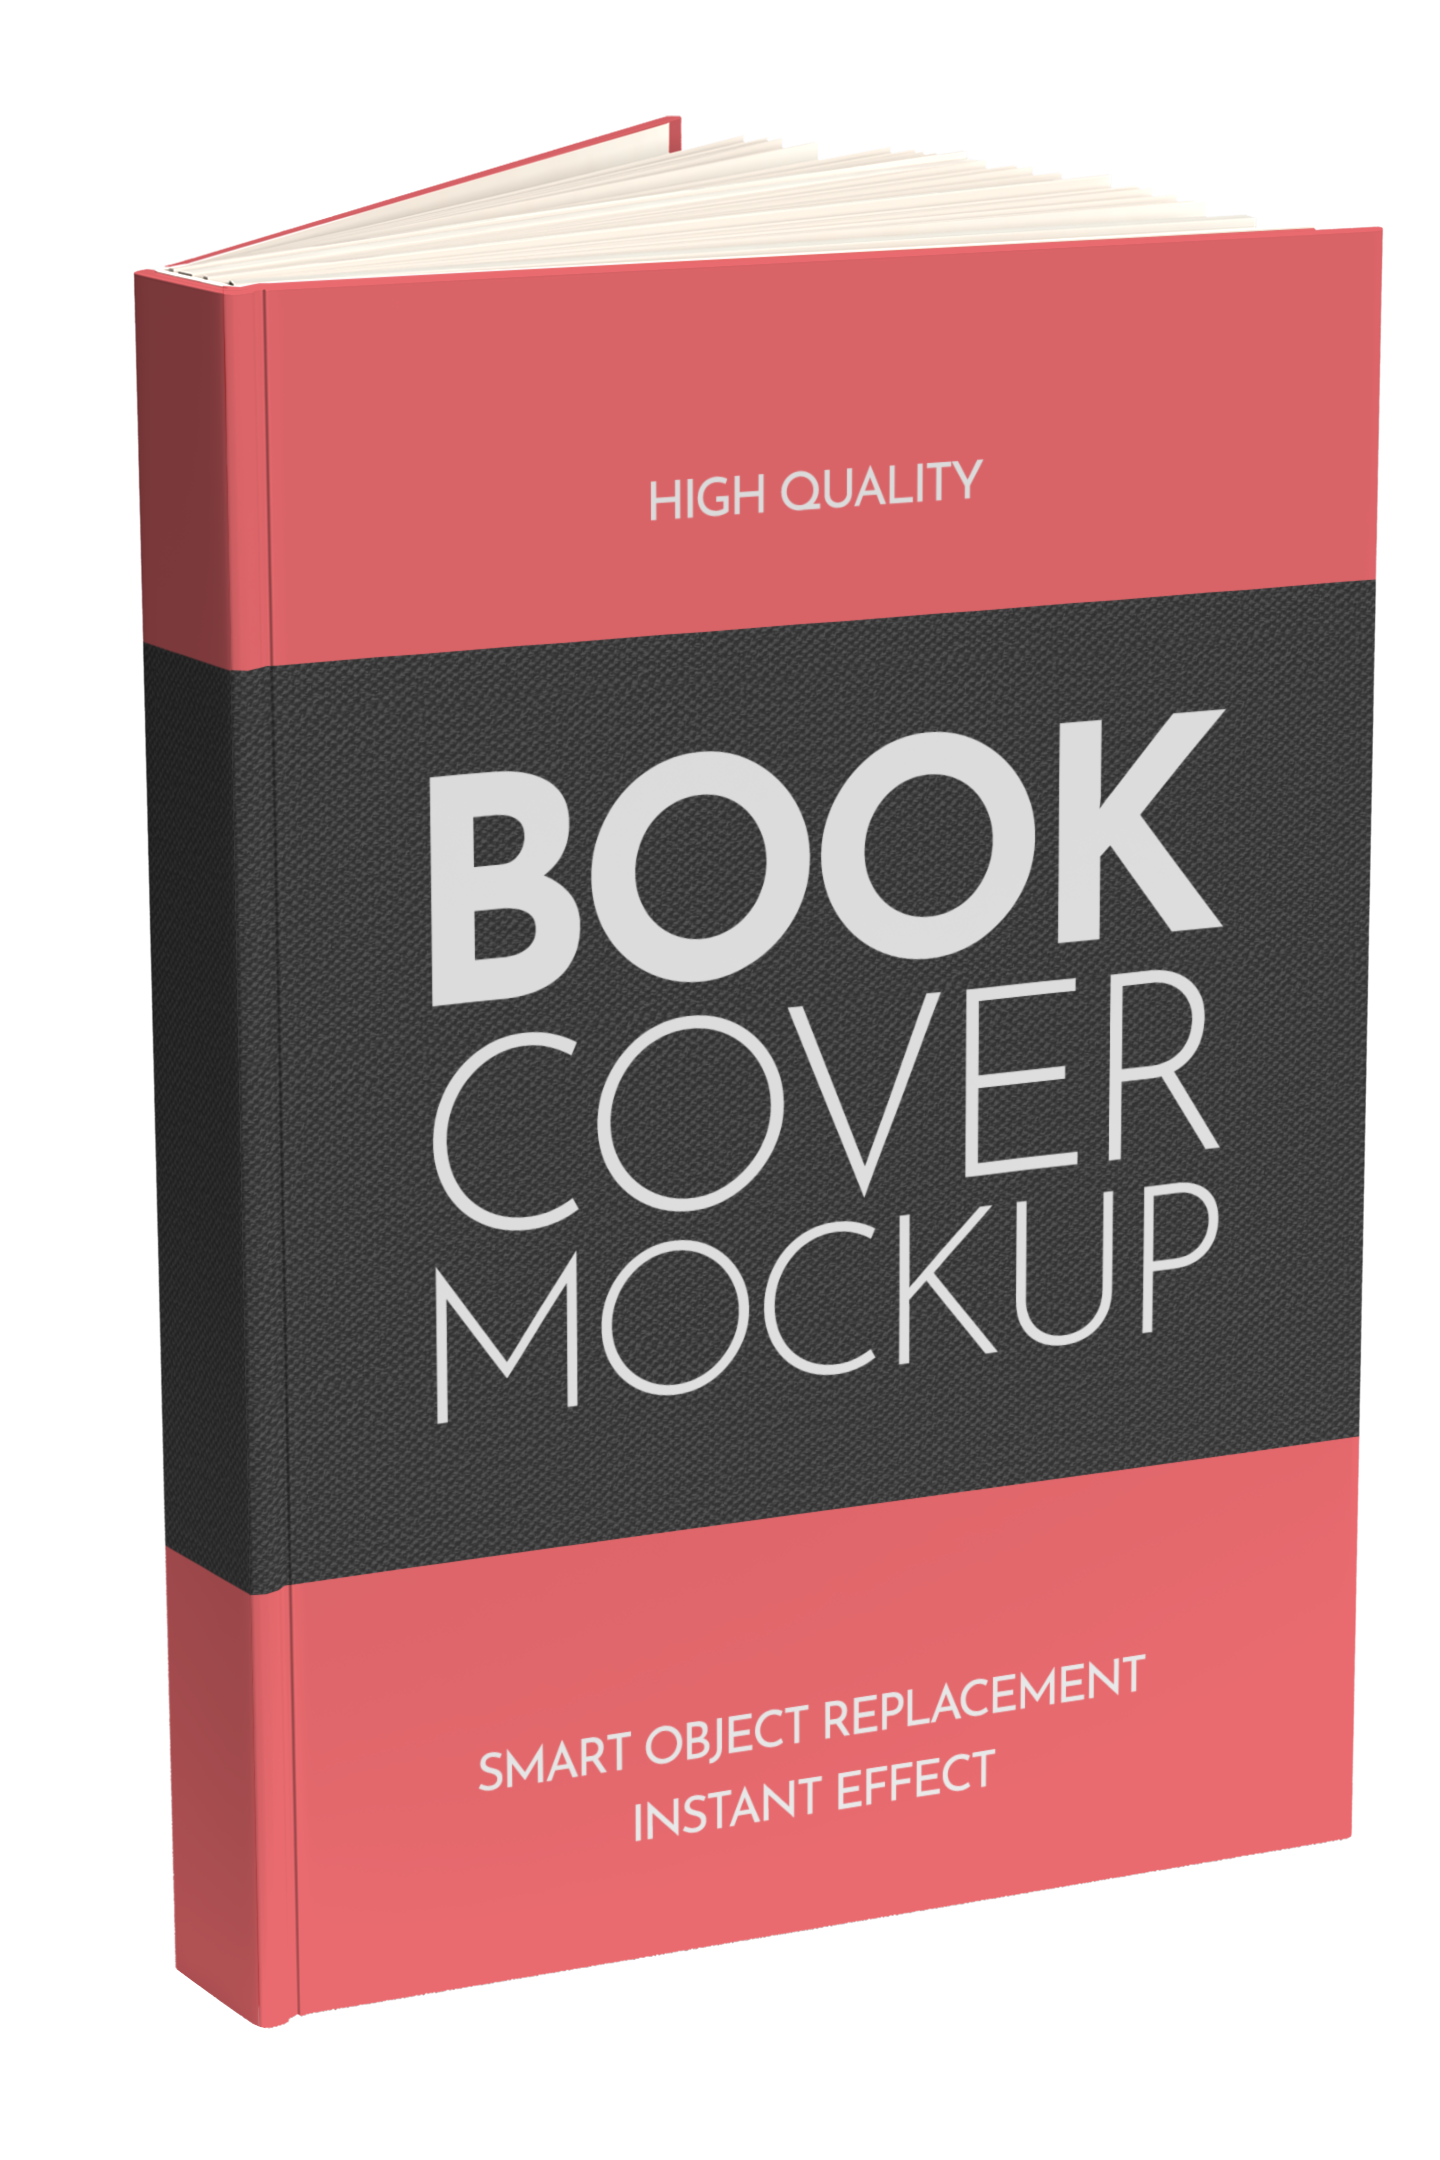 HIGH QUALITY
BOOK
COVER
MOCKUP
SMART OBJECT REPLACEMENT
INSTANT EFFECT